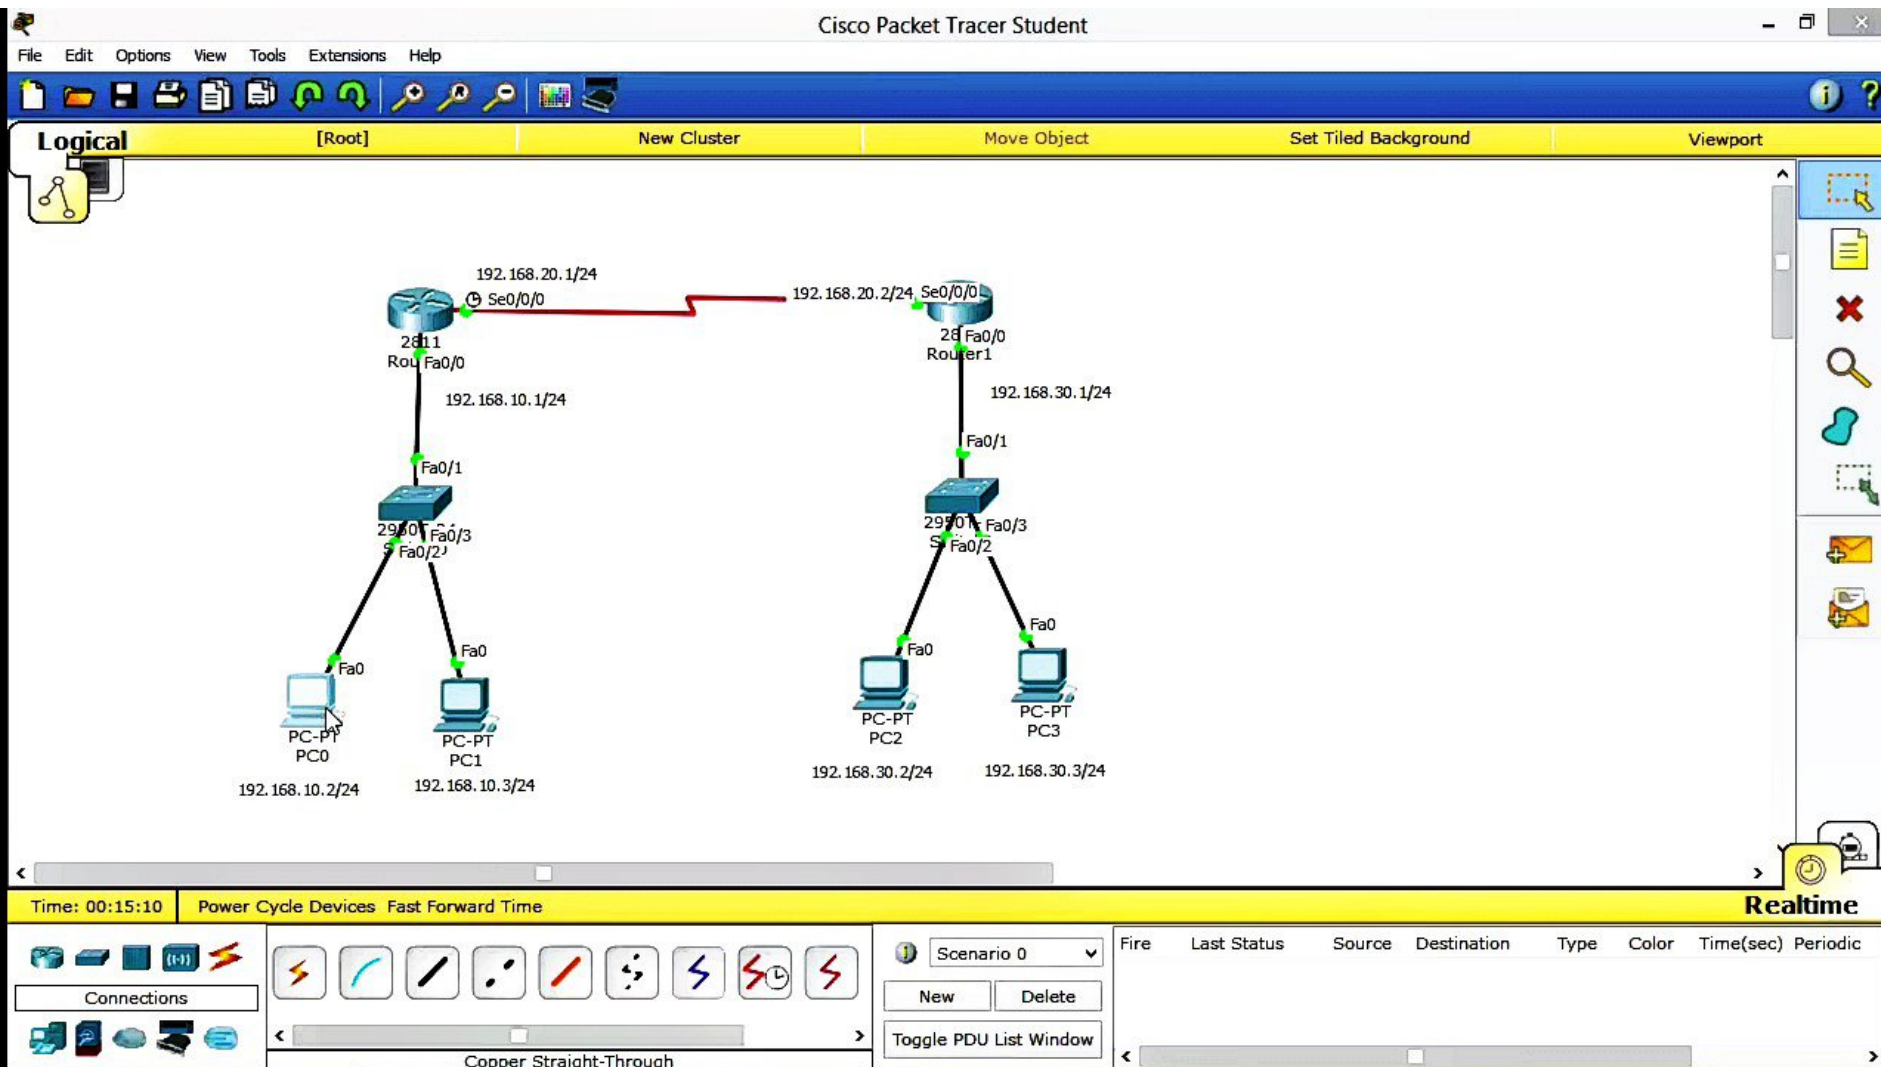 Cisco Packet Tracer Student
File Edit Options View Tools Extensions Help
Logical [Root] New Cluster Move Object Set Tiled Background Viewport
192.168.20.1/24
Se0/0/0
192.168.20.2/24 Se0/0/0
2811
Rou Fa0/0
28 Fa0/0
Router1
192.168.10.1/24
192.168.30.1/24
Fa0/1
Fa0/1
Fa0/3
Fa0/2
2950T- Fa0/3
S Fa0/2
Fa0
Fa0
PC-PT
PC0
192.168.10.2/24
PC-PT
PC1
192.168.10.3/24
Fa0
Fa0
PC-PT
PC2
192.168.30.2/24
PC-PT
PC3
192.168.30.3/24
Time: 00:15:10 Power Cycle Devices Fast Forward Time
Realtime
Connections
Copper Straight-Through
Scenario 0
New Delete
Toggle PDU List Window
Fire Last Status Source Destination Type Color Time(sec) Periodic